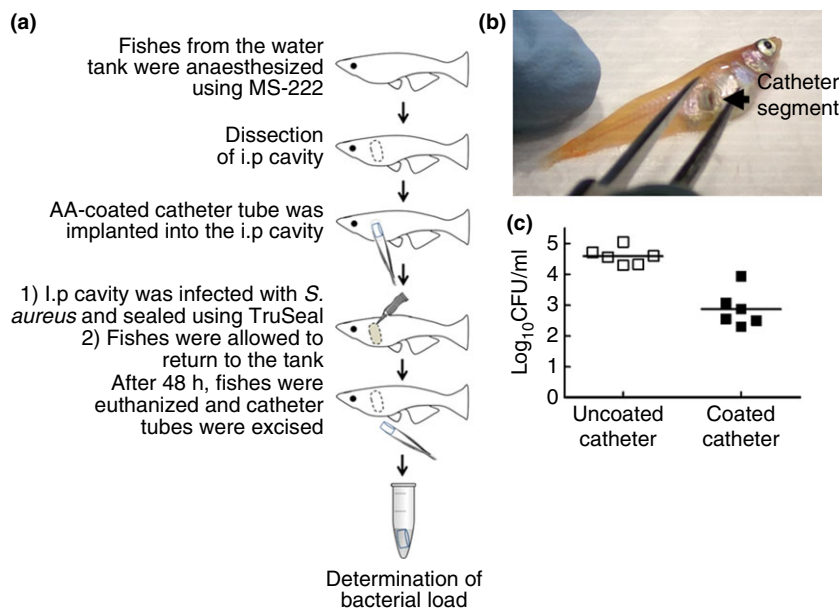 (a)
Fishes from the water
tank were anaesthesized
using MS-222
Dissection
of i.p cavity
AA-coated catheter tube was
implanted into the i.p cavity
1) I.p cavity was infected with S.
aureus and sealed using TruSeal
2) Fishes were allowed to
return to the tank
After 48 h, fishes were
euthanized and catheter
tubes were excised
Determination of
bacterial load
(b)
Catheter
segment
(c)
Log10CFU/ml
5
4
3
2
1
0
Uncoated
catheter
Coated
catheter